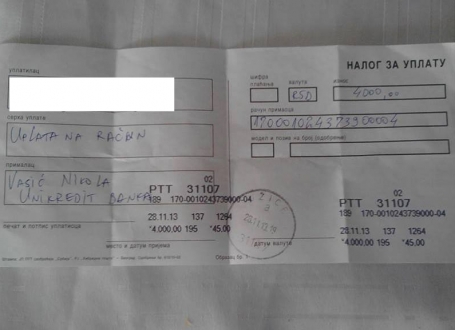 НАЛОГ ЗА УПЛАТУ
уплатилац
сврха уплате
UPLATA NA RAČUN
прималац
VASIĆ NIKOLA
UNIKREDIT BANKA
шифра плаћања
валута
RSD
износ
4000,00
рачун примаоца
модел и позив на број (одобрење)
02
PTT 31107
189 170-0010243739000-04
28.11.13 137 1264
*4.000,00 195 *45.00
печат и потпис уплатиоца
место и датум пријема
02
PTT 31107
189 170-0010243739000-04
28.11.13 137 1264
*4.000,00 195 *45.00
датум валуте
Образац Nr. 1